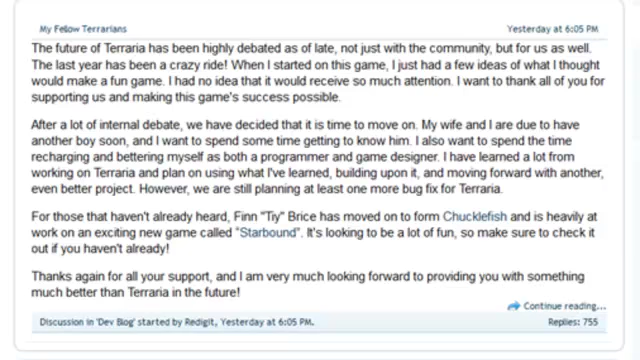 My Fellow Terrarians
Yesterday at 6:05 PM
The future of Terraria has been highly debated as of late, not just with the community, but for us as well.
The last year has been a crazy ride! When I started on this game, I just had a few ideas of what I thought
would make a fun game. I had no idea that it would receive so much attention. I want to thank all of you for
supporting us and making this game's success possible.
After a lot of internal debate, we have decided that it is time to move on. My wife and I are due to have
another boy soon, and I want to spend some time getting to know him. I also want to spend the time
recharging and bettering myself as both a programmer and game designer. I have learned a lot from
working on Terraria and plan on using what I've learned, building upon it, and moving forward with another,
even better project. However, we are still planning at least one more bug fix for Terraria.
For those that haven't already heard, Finn "Tiy" Brice has moved on to form Chucklefish and is heavily at
work on an exciting new game called "Starbound". It's looking to be a lot of fun, so make sure to check it
out if you haven't already!
Thanks again for all your support, and I am very much looking forward to providing you with something
much better than Terraria in the future!
Continue reading...
Discussion in 'Dev Blog' started by Redigit, Yesterday at 6:05 PM.
Replies: 755